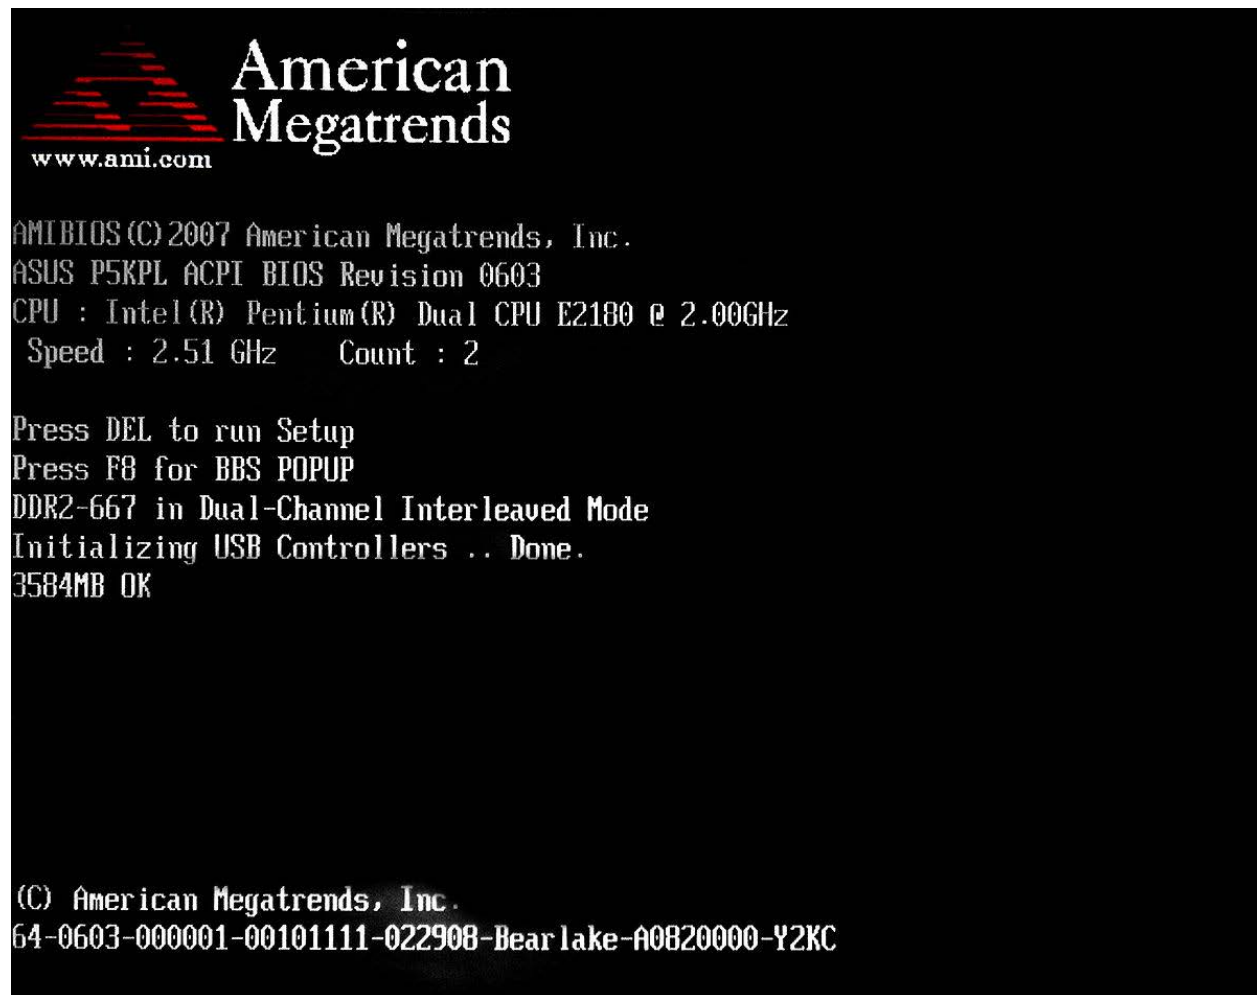 American
Megatrends
www.ami.com
AMIBIOS(C)2007 American Megatrends, Inc.
ASUS P5KPL ACPI BIOS Revision 0603
CPU : Intel(R) Pentium(R) Dual CPU E2180 @ 2.00GHz
Speed : 2.51 GHz Count : 2
Press DEL to run Setup
Press F8 for BBS POPUP
DDR2-667 in Dual-Channel Interleaved Mode
Initializing USB Controllers .. Done.
3584MB OK
(C) American Megatrends, Inc.
64-0603-000001-00101111-022908-Bearlake-A0820000-Y2KC